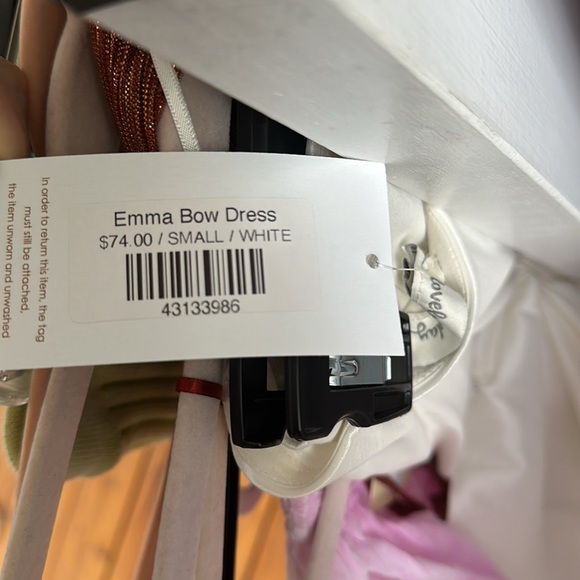 Emma Bow Dress
$74.00 / SMALL / WHITE
43133986
In order to return this item, the tag
must still be attached,
the item unworn and unwashed